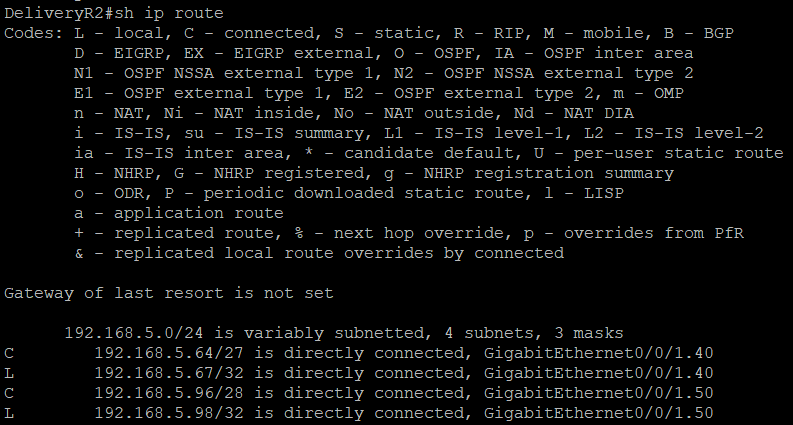 DeliveryR2#sh ip route
Codes: L - local, C - connected, S - static, R - RIP, M - mobile, B - BGP
       D - EIGRP, EX - EIGRP external, O - OSPF, IA - OSPF inter area
       N1 - OSPF NSSA external type 1, N2 - OSPF NSSA external type 2
       E1 - OSPF external type 1, E2 - OSPF external type 2, m - OMP
       n - NAT, Ni - NAT inside, No - NAT outside, Nd - NAT DIA
       i - IS-IS, su - IS-IS summary, L1 - IS-IS level-1, L2 - IS-IS level-2
       ia - IS-IS inter area, * - candidate default, U - per-user static route
       H - NHRP, G - NHRP registered, g - NHRP registration summary
       o - ODR, P - periodic downloaded static route, l - LISP
       a - application route
       + - replicated route, % - next hop override, p - overrides from PfR
       & - replicated local route overrides by connected

Gateway of last resort is not set

      192.168.5.0/24 is variably subnetted, 4 subnets, 3 masks
C        192.168.5.64/27 is directly connected, GigabitEthernet0/0/1.40
L        192.168.5.67/32 is directly connected, GigabitEthernet0/0/1.40
C        192.168.5.96/28 is directly connected, GigabitEthernet0/0/1.50
L        192.168.5.98/32 is directly connected, GigabitEthernet0/0/1.50